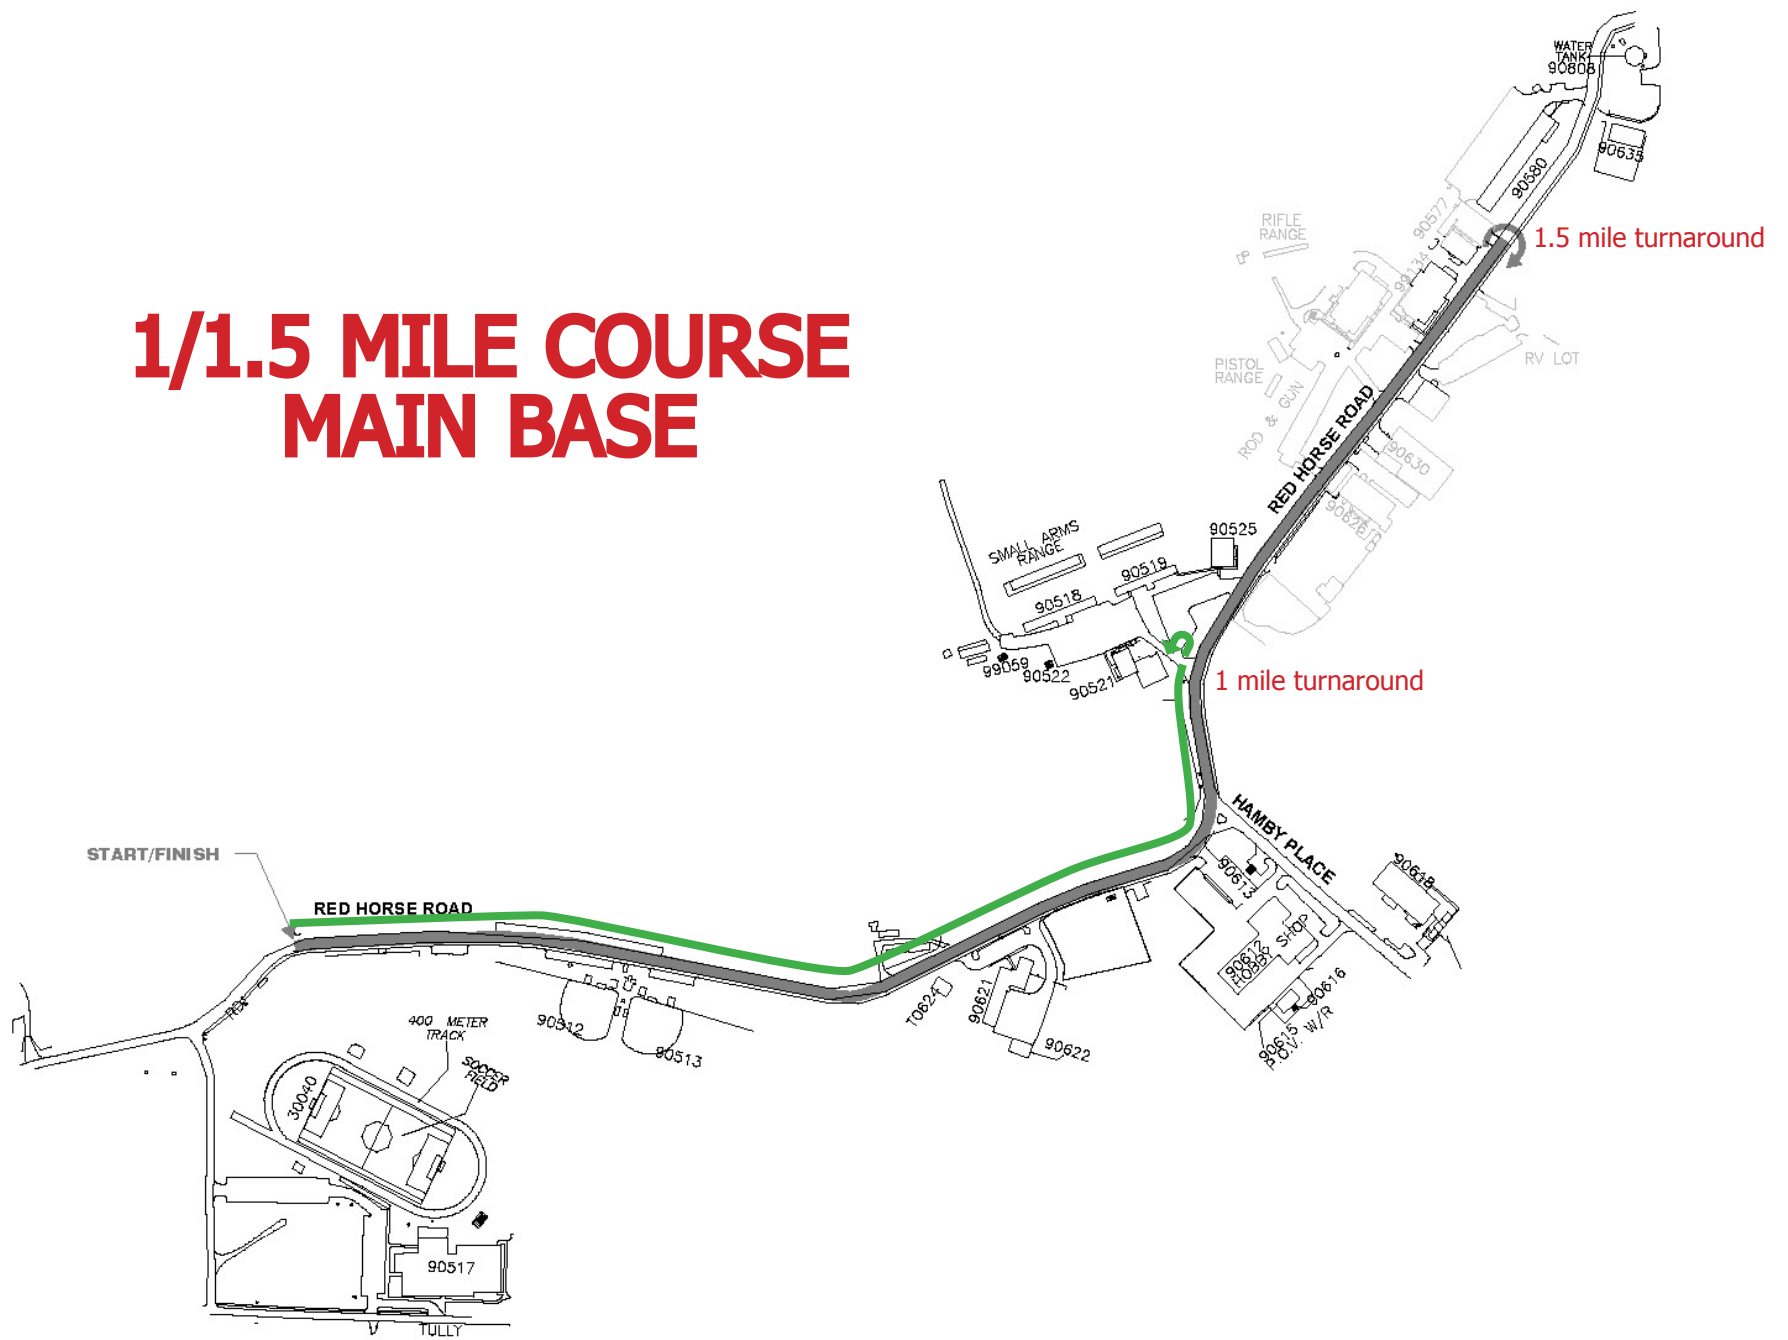 WATER
TANK
90808
90635
90580
90577
RIFLE
RANGE
1.5 mile turnaround
99134
1/1.5 MILE COURSE
MAIN BASE
RV LOT
PISTOL
RANGE
ROD & GUN
RED HORSE ROAD
90630
90626
90525
SMALL ARMS
RANGE
90519
90518
99059
90522
90521
1 mile turnaround
HAMBY PLACE
START/FINISH
90613
90618
RED HORSE ROAD
90612
HOBBY SHOP
90616
90615
P.O.V. W/R
T0624
90621
90622
90512
90513
400 METER
TRACK
SOCCER
FIELD
30040
90517
TULLY